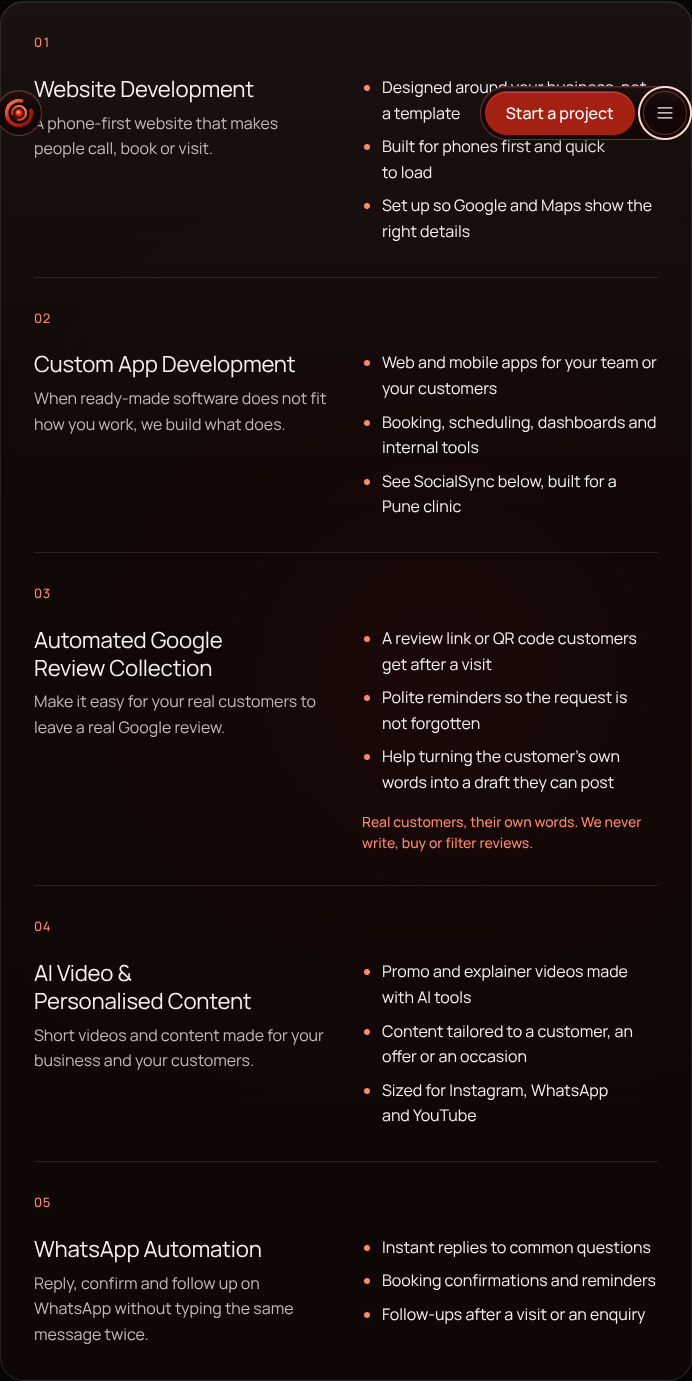 01
Website Development
A phone-first website that makes
people call, book or visit.
Designed around your business, not
a template
Start a project
Built for phones first and quick
to load
Set up so Google and Maps show the
right details
02
Custom App Development
When ready-made software does not fit
how you work, we build what does.
Web and mobile apps for your team or
your customers
Booking, scheduling, dashboards and
internal tools
See SocialSync below, built for a
Pune clinic
03
Automated Google
Review Collection
Make it easy for your real customers to
leave a real Google review.
A review link or QR code customers
get after a visit
Polite reminders so the request is
not forgotten
Help turning the customer's own
words into a draft they can post
Real customers, their own words. We never
write, buy or filter reviews.
04
AI Video &
Personalised Content
Short videos and content made for your
business and your customers.
Promo and explainer videos made
with AI tools
Content tailored to a customer, an
offer or an occasion
Sized for Instagram, WhatsApp
and YouTube
05
WhatsApp Automation
Reply, confirm and follow up on
WhatsApp without typing the same
message twice.
Instant replies to common questions
Booking confirmations and reminders
Follow-ups after a visit or an enquiry